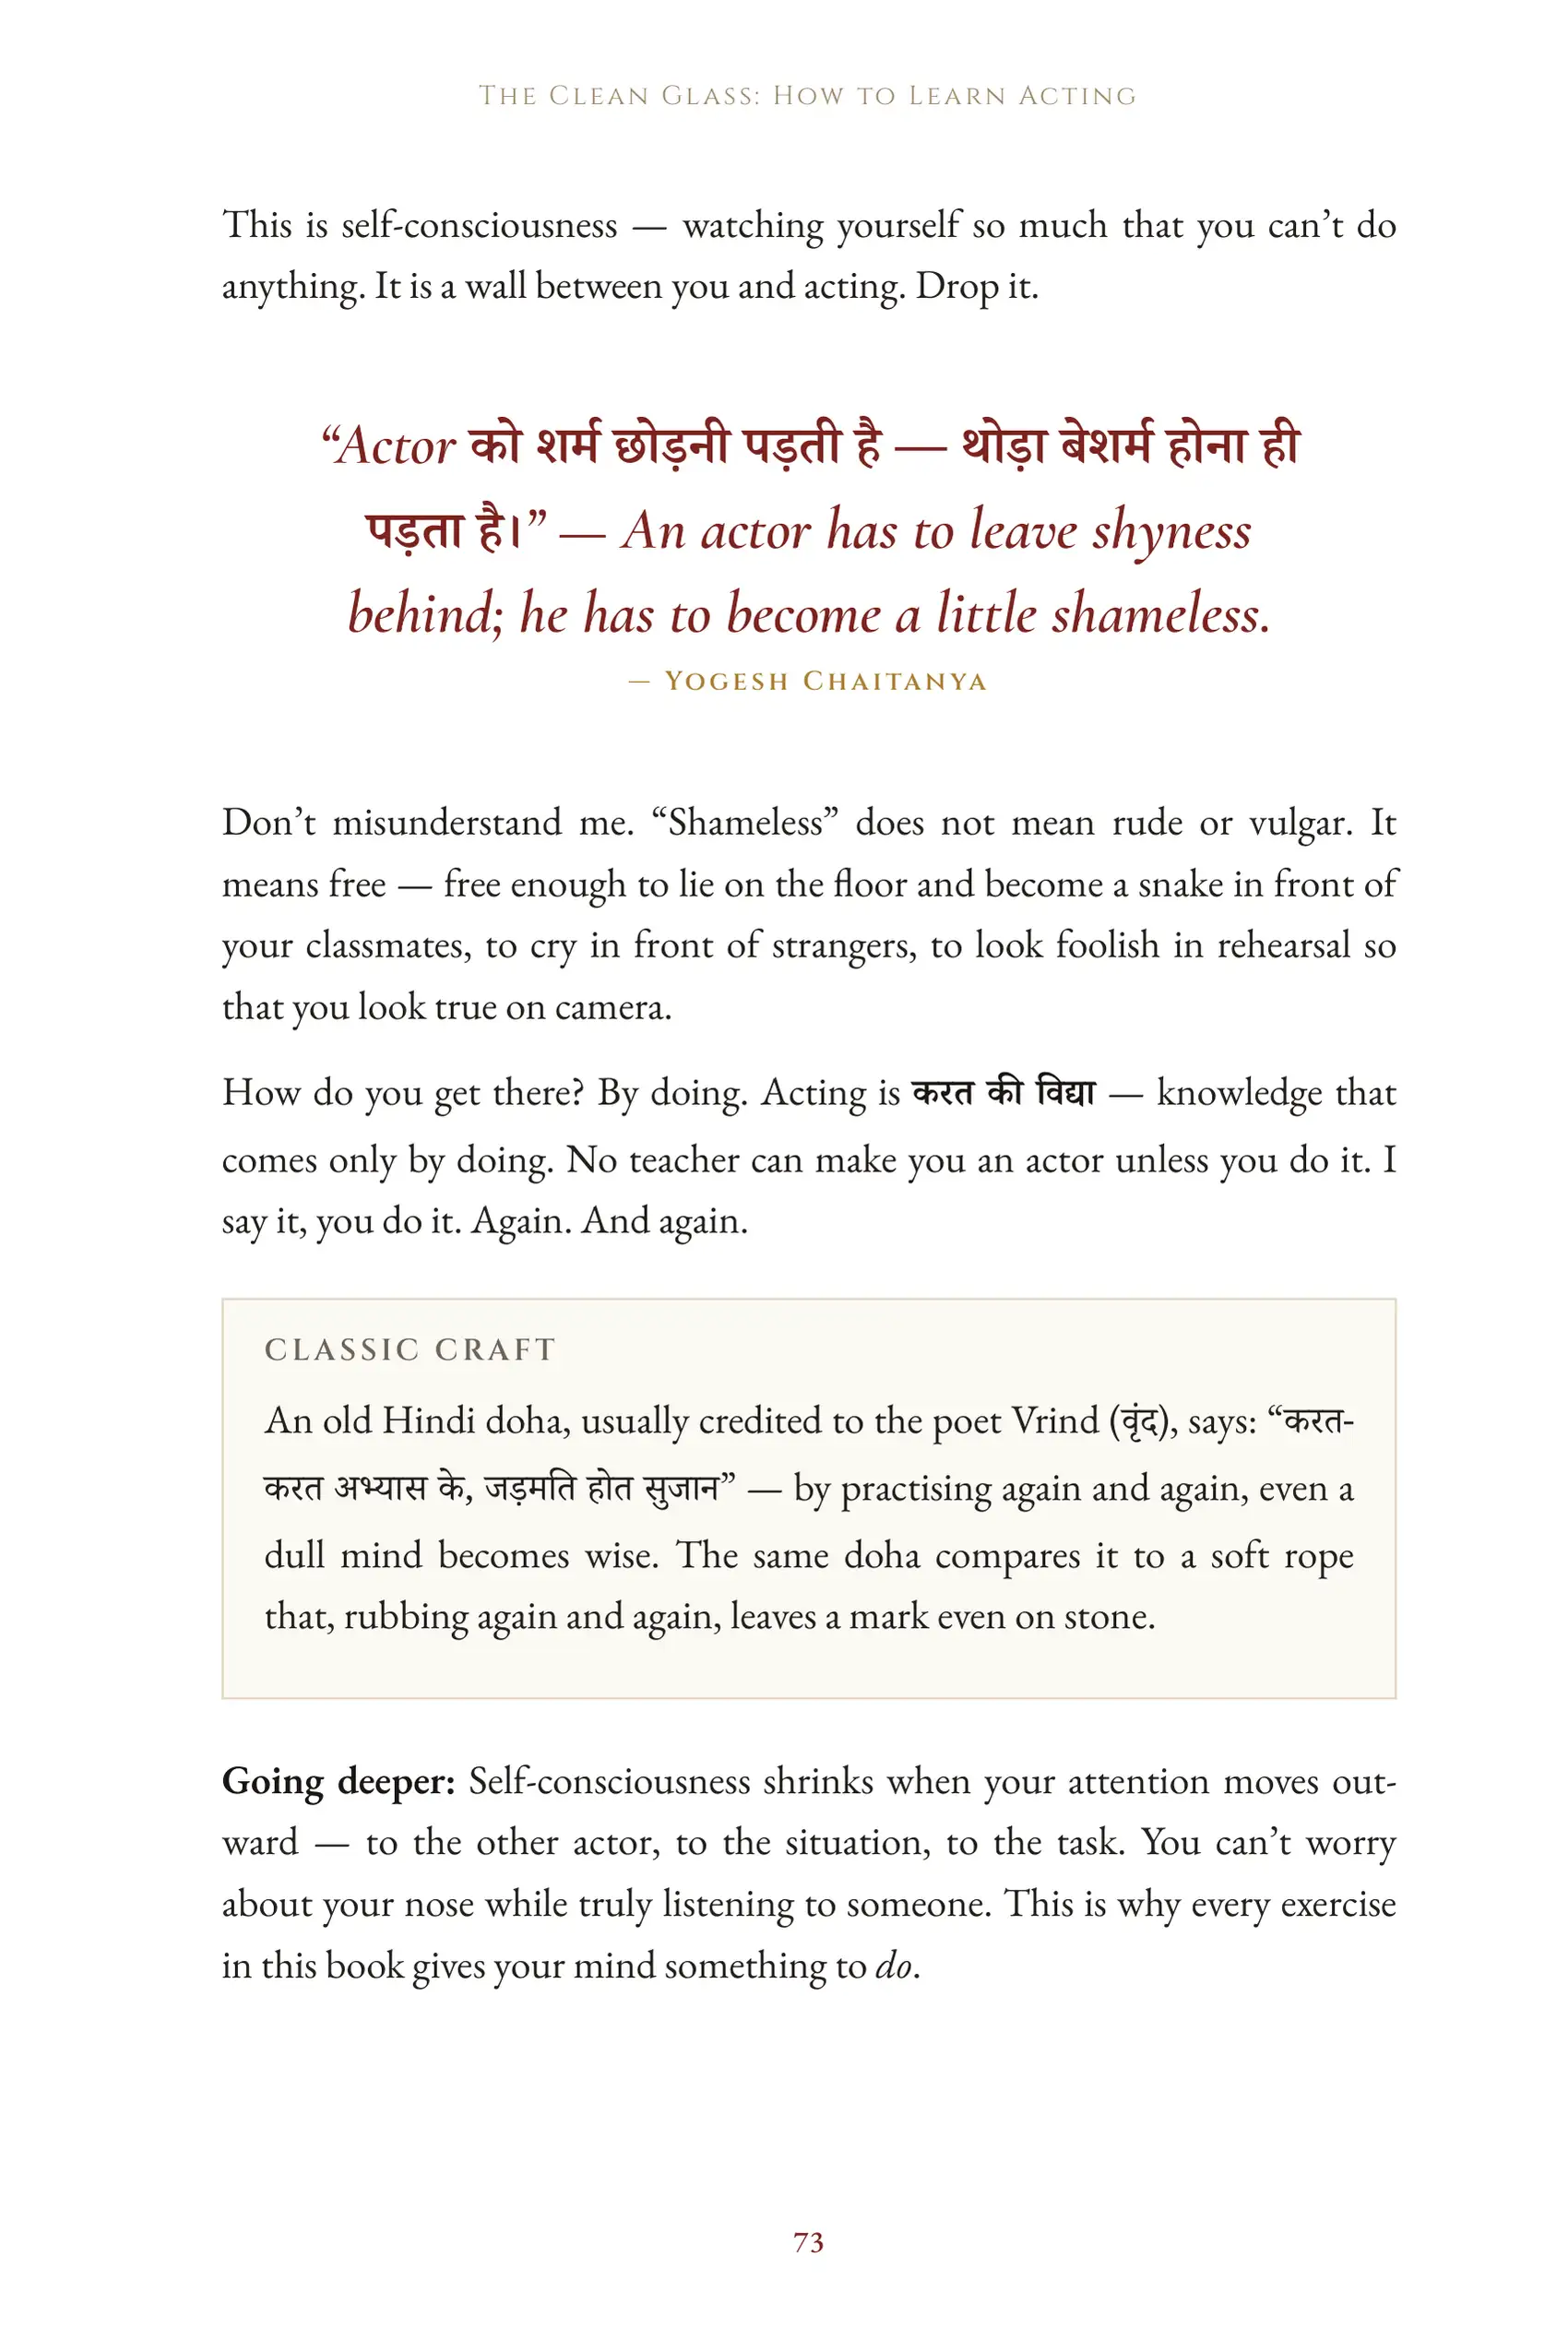 The Clean Glass: How to Learn Acting
This is self-consciousness — watching yourself so much that you can’t do
anything. It is a wall between you and acting. Drop it.
“Actor को शर्म छोड़नी पड़ती है — थोड़ा बेशर्म होना ही
पड़ता है।” — An actor has to leave shyness
behind; he has to become a little shameless.
— Yogesh Chaitanya
Don’t misunderstand me. “Shameless” does not mean rude or vulgar. It
means free — free enough to lie on the floor and become a snake in front of
your classmates, to cry in front of strangers, to look foolish in rehearsal so
that you look true on camera.
How do you get there? By doing. Acting is करत की विद्या — knowledge that
comes only by doing. No teacher can make you an actor unless you do it. I
say it, you do it. Again. And again.
CLASSIC CRAFT
An old Hindi doha, usually credited to the poet Vrind (वृंद), says: “करत-
करत अभ्यास के, जड़मति होत सुजान” — by practising again and again, even a
dull mind becomes wise. The same doha compares it to a soft rope
that, rubbing again and again, leaves a mark even on stone.
Going deeper: Self-consciousness shrinks when your attention moves out-
ward — to the other actor, to the situation, to the task. You can’t worry
about your nose while truly listening to someone. This is why every exercise
in this book gives your mind something to do.
73